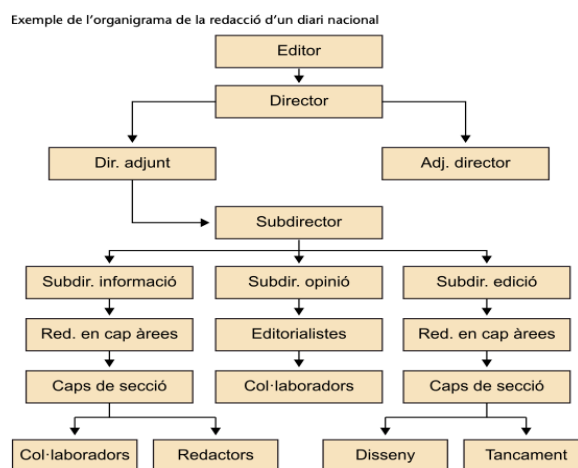 Exemple de l’organigrama de la redacció d’un diari nacional
Editor
Director
Dir. adjunt
Adj. director
Subdirector
Subdir. informació
Subdir. opinió
Subdir. edició
Red. en cap àrees
Editorialistes
Red. en cap àrees
Caps de secció
Col·laboradors
Caps de secció
Col·laboradors
Redactors
Disseny
Tancament